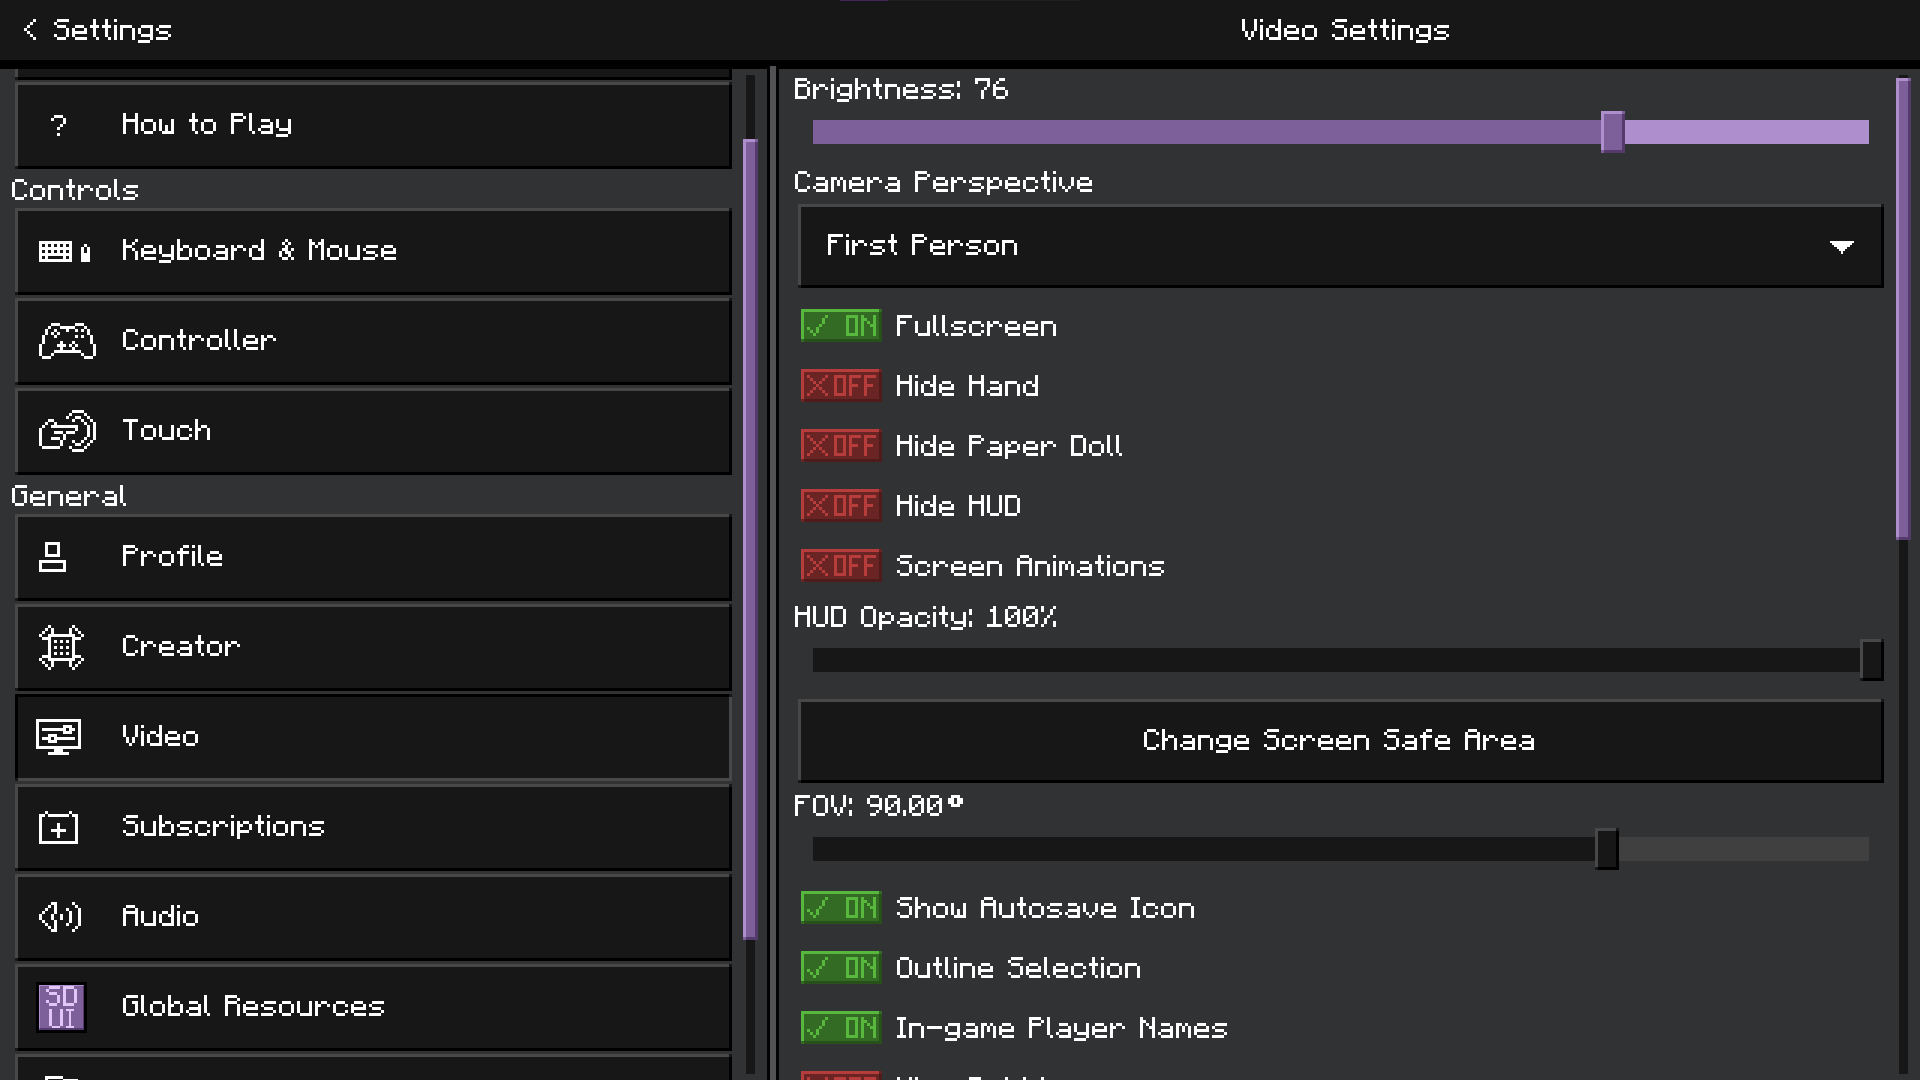 Settings
Video Settings
? How to Play
Controls
Keyboard & Mouse
Controller
Touch
General
Profile
Creator
Video
Subscriptions
Audio
SD
UI
Global Resources
Brightness: 76
Camera Perspective
First Person
ON Fullscreen
OFF Hide Hand
OFF Hide Paper Doll
OFF Hide HUD
OFF Screen Animations
HUD Opacity: 100%
Change Screen Safe Area
FOV: 90.00°
ON Show Autosave Icon
ON Outline Selection
ON In-game Player Names